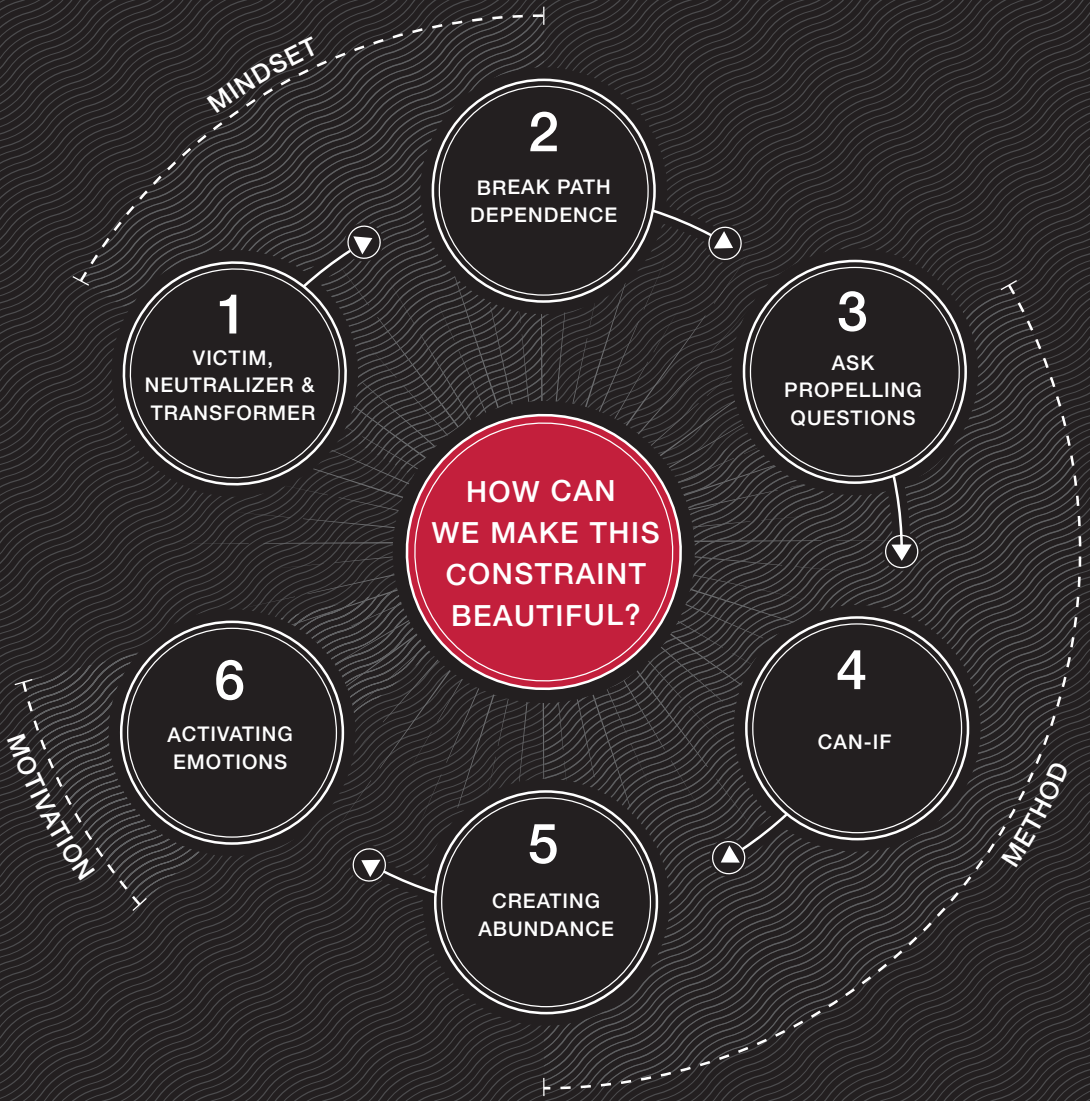 MINDSET
1
VICTIM,
NEUTRALIZER &
TRANSFORMER
2
BREAK PATH
DEPENDENCE
3
ASK
PROPELLING
QUESTIONS
HOW CAN
WE MAKE THIS
CONSTRAINT
BEAUTIFUL?
4
CAN-IF
METHOD
5
CREATING
ABUNDANCE
6
ACTIVATING
EMOTIONS
MOTIVATION